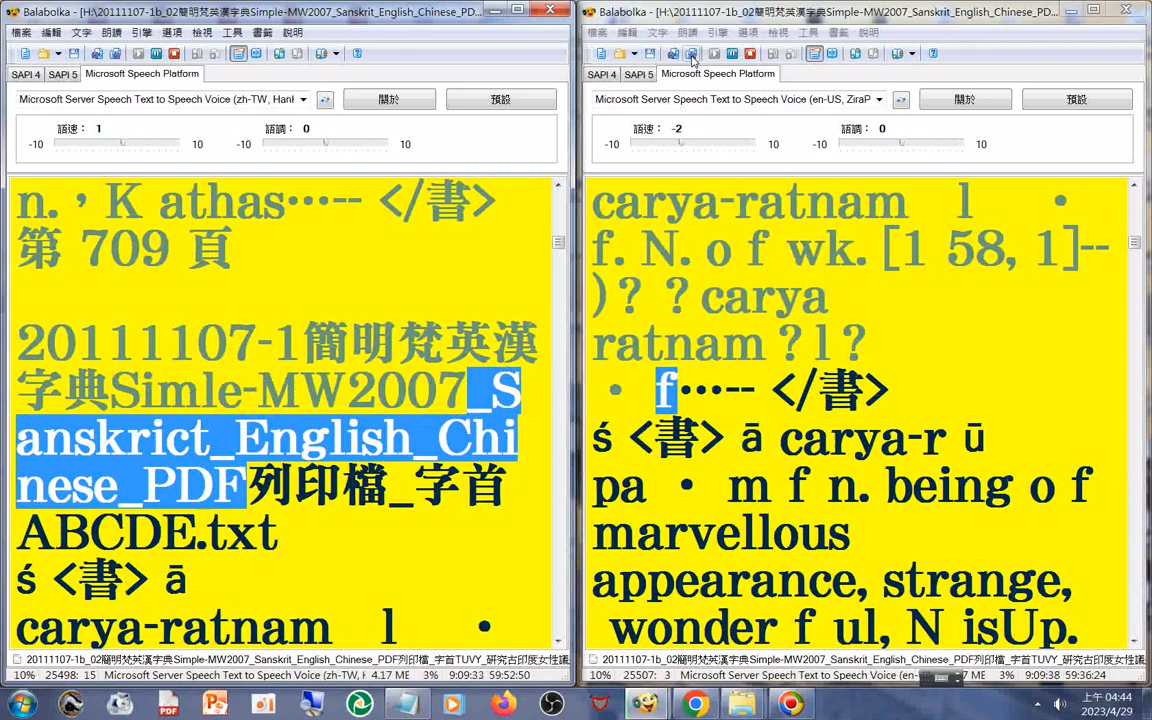 Balabolka - [H:\20111107-1b_02簡明梵英漢字典Simple-MW2007_Sanskrit_English_Chinese_PD...
檔案 編輯 文字 朗讀 引擎 選項 檢視 工具 書籤 說明
SAPI 4 SAPI 5 Microsoft Speech Platform
Microsoft Server Speech Text to Speech Voice (zh-TW, Hanl 關於 預設
語速： 1 語調： 0
-10 10 -10 10
n.，K athas…-- </書>
第 709 頁
20111107-1簡明梵英漢
字典Simle-MW2007_S
anskrict_English_Chi
nese_PDF列印檔_字首
ABCDE.txt
ś <書> ā
carya-ratnam l •
20111107-1b_02簡明梵英漢字典Simple-MW2007_Sanskrit_English_Chinese_PDF列印檔_字首TUVY_研究古印度女性議
10% 25498: 15 Microsoft Server Speech Text to Speech Voice (zh-TW, H 4.17 ME 3% 9:09:33 59:52:50
Balabolka - [H:\20111107-1b_02簡明梵英漢字典Simple-MW2007_Sanskrit_English_Chinese_PD...
檔案 編輯 文字 朗讀 引擎 選項 檢視 工具 書籤 說明
SAPI 4 SAPI 5 Microsoft Speech Platform
Microsoft Server Speech Text to Speech Voice (en-US, ZiraP 關於 預設
語速： -2 語調： 0
-10 10 -10 10
carya-ratnam l •
f. N. o f wk. [1 58, 1]--
)？ ？carya
ratnam？l？
• f…-- </書>
ś <書> ā carya-r ū
pa • m f n. being o f
marvellous
appearance, strange,
wonder f ul, N isUp.
20111107-1b_02簡明梵英漢字典Simple-MW2007_Sanskrit_English_Chinese_PDF列印檔_字首TUVY_研究古印度女性議
10% 25507: 3 Microsoft Server Speech Text to Speech Voice 3% 9:09:38 59:36:24
上午 04:44
2023/4/29